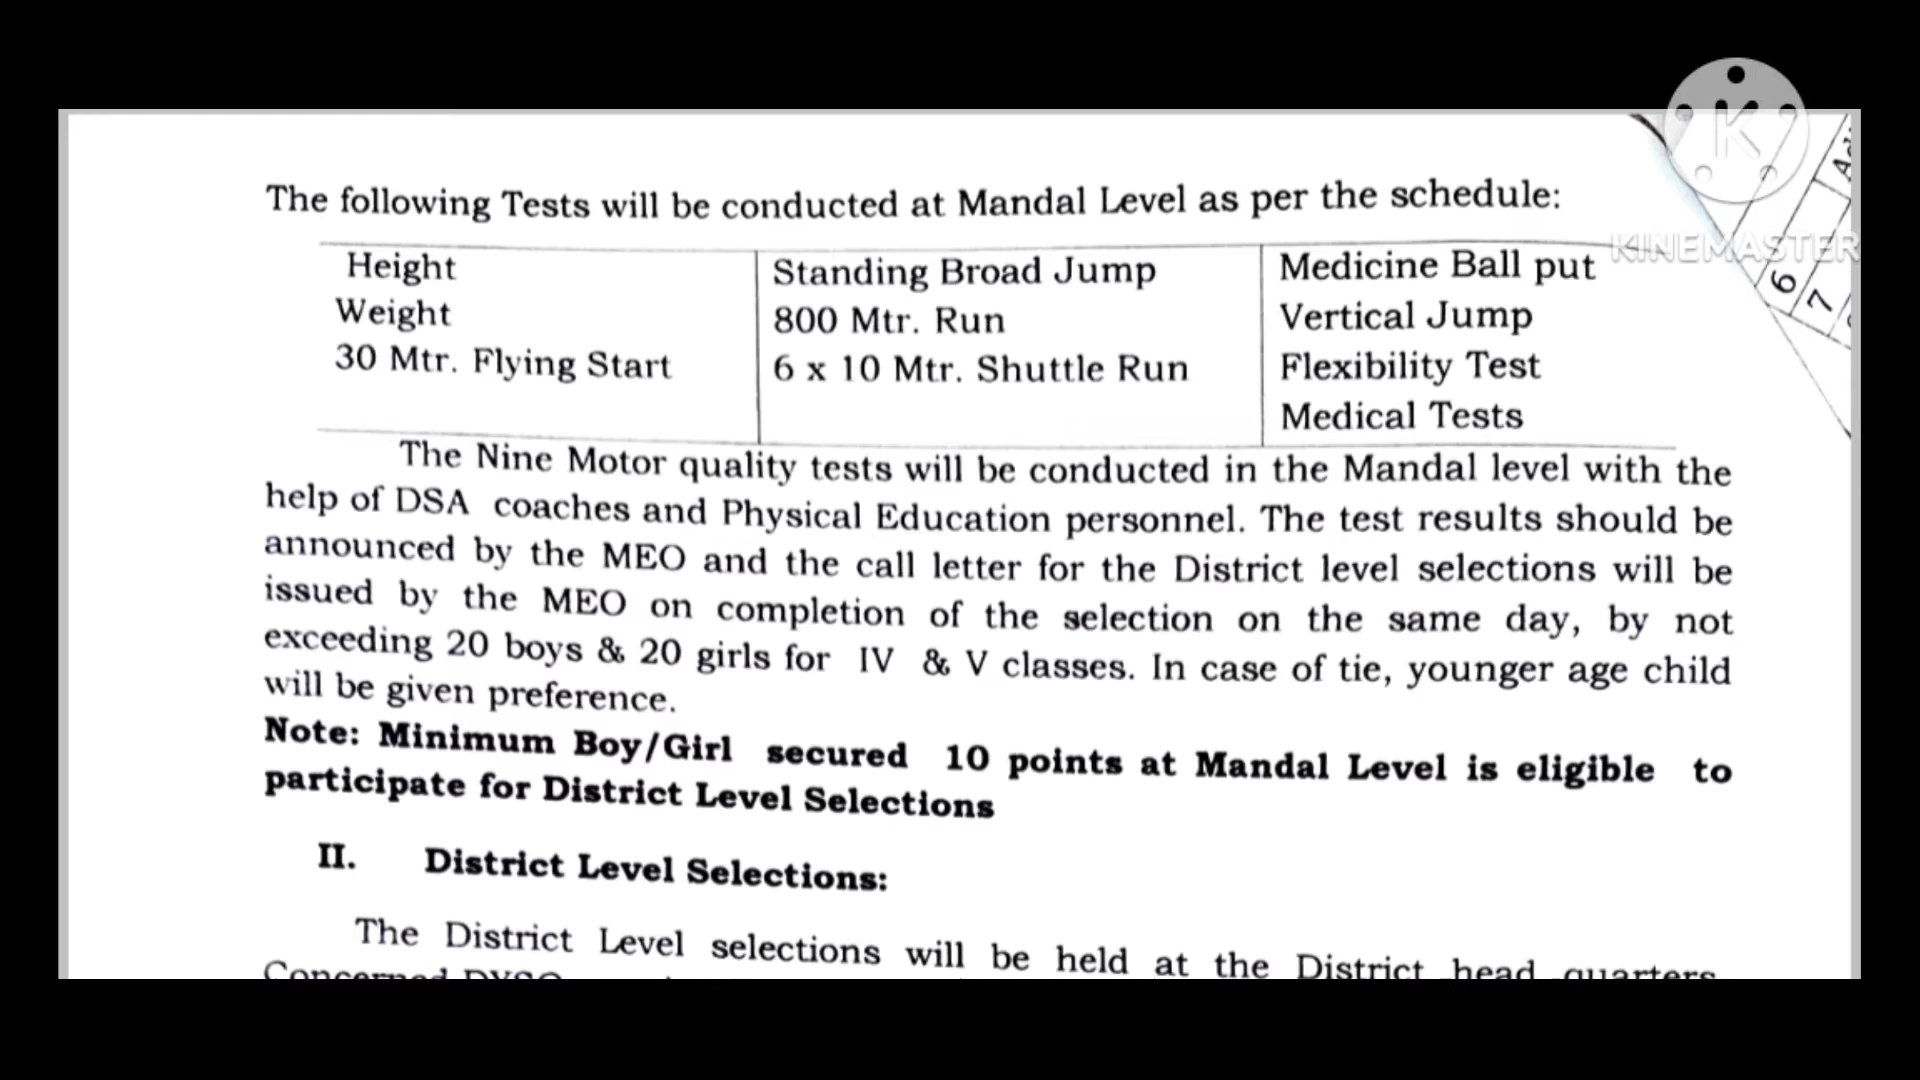 The following Tests will be conducted at Mandal Level as per the schedule:
Height
Weight
30 Mtr. Flying Start
Standing Broad Jump
800 Mtr. Run
6 x 10 Mtr. Shuttle Run
Medicine Ball put
Vertical Jump
Flexibility Test
Medical Tests
The Nine Motor quality tests will be conducted in the Mandal level with the
help of DSA coaches and Physical Education personnel. The test results should be
announced by the MEO and the call letter for the District level selections will be
issued by the MEO on completion of the selection on the same day, by not
exceeding 20 boys & 20 girls for IV & V classes. In case of tie, younger age child
will be given preference.
Note: Minimum Boy/Girl secured 10 points at Mandal Level is eligible to
participate for District Level Selections
II. District Level Selections:
The District Level selections will be held at the District head quarters
Concerned
KINEMASTER
6
7